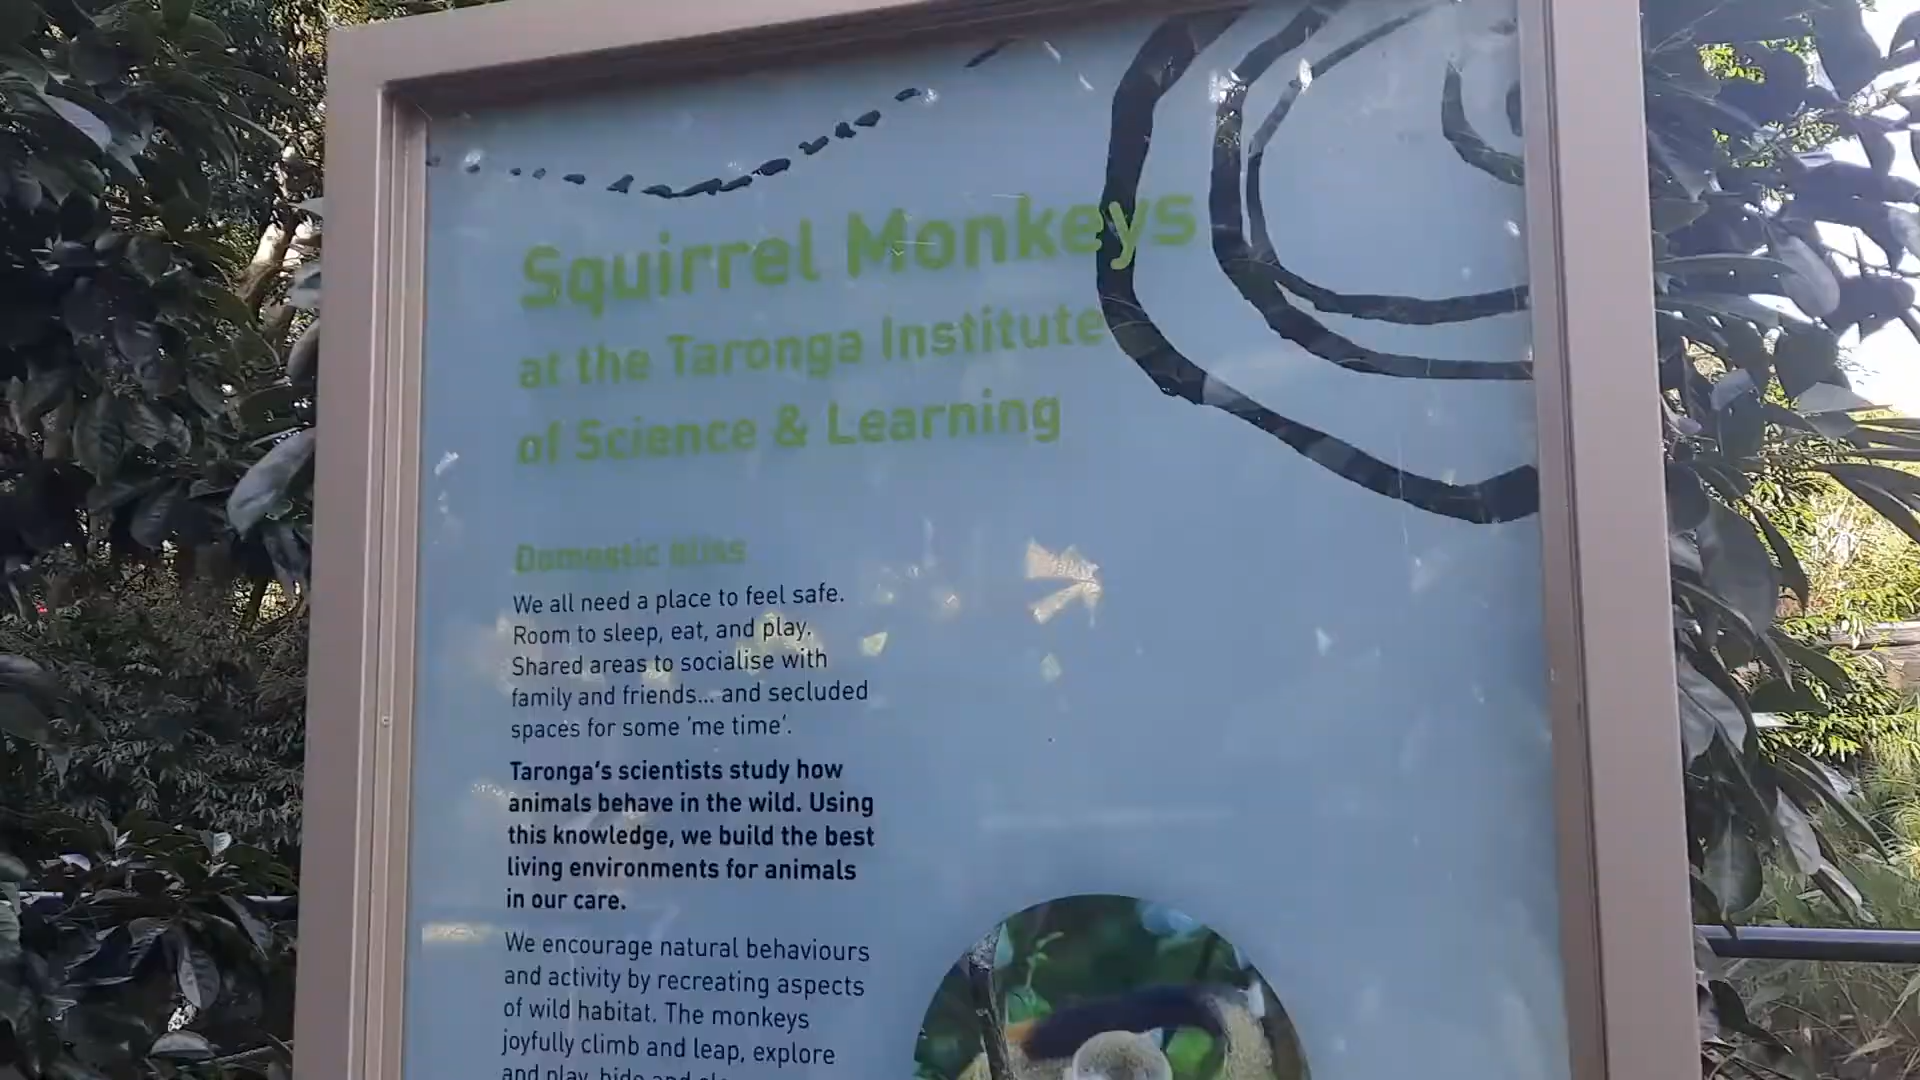 Squirrel Monkeys
at the Taronga Institute
of Science & Learning
Domestic Bliss
We all need a place to feel safe.
Room to sleep, eat, and play.
Shared areas to socialise with
family and friends... and secluded
spaces for some 'me time'.
Taronga's scientists study how
animals behave in the wild. Using
this knowledge, we build the best
living environments for animals
in our care.
We encourage natural behaviours
and activity by recreating aspects
of wild habitat. The monkeys
joyfully climb and leap, explore
and play, hide and